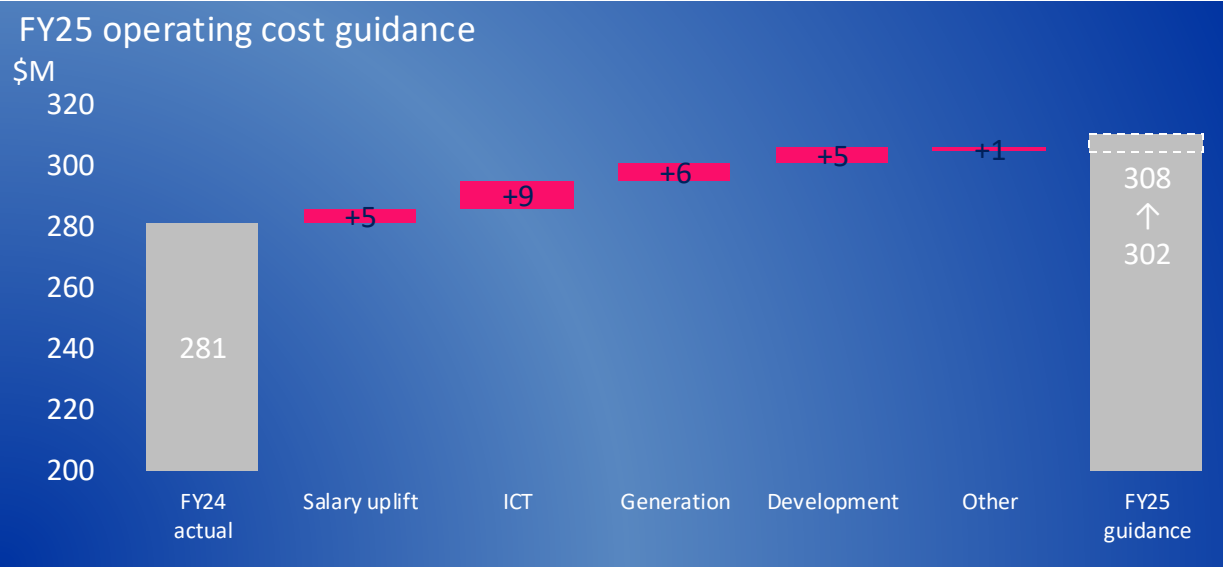 FY25 operating cost guidance
$M
320
300
280
260
240
220
200
281
+5
+9
+6
+5
+1
308
↑
302
FY24
actual
Salary uplift
ICT
Generation
Development
Other
FY25
guidance